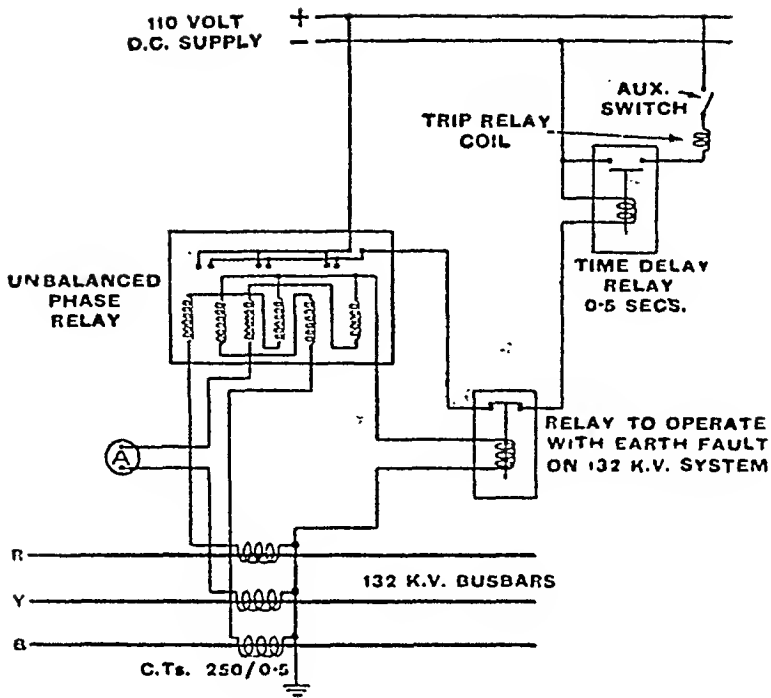 110 VOLT
D.C. SUPPLY
+
−
AUX.
SWITCH
TRIP RELAY
COIL
UNBALANCED
PHASE
RELAY
TIME DELAY
RELAY
0·5 SECS.
RELAY TO OPERATE
WITH EARTH FAULT
ON 132 K.V. SYSTEM
A
R
132 K.V. BUSBARS
Y
B
C.Ts. 250/0·5